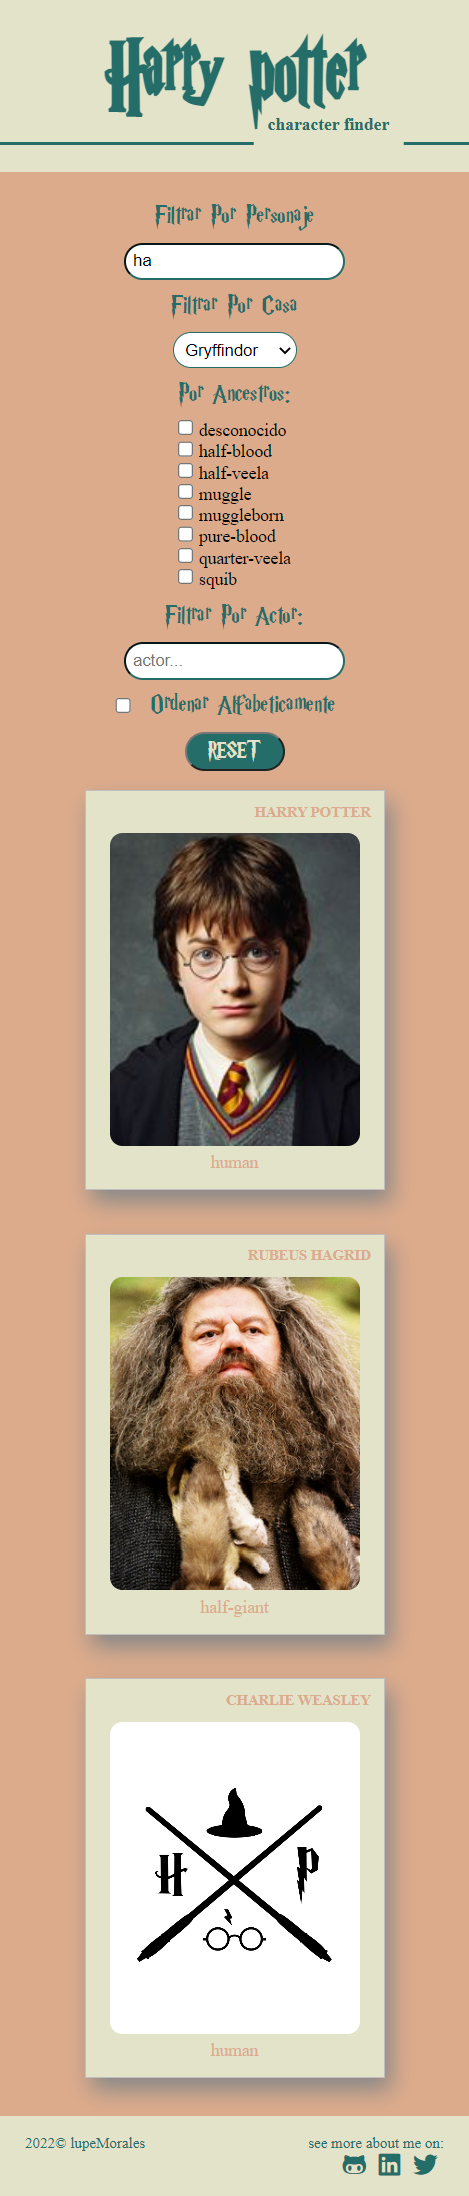 Harry potter
character finder
Filtrar Por Personaje
ha
Filtrar Por Casa
Gryffindor
Por Ancestros:
desconocido
half-blood
half-veela
muggle
muggleborn
pure-blood
quarter-veela
squib
Filtrar Por Actor:
actor...
Ordenar Alfabeticamente
RESET
HARRY POTTER
human
RUBEUS HAGRID
half-giant
CHARLIE WEASLEY
H P
human
2022© lupeMorales
see more about me on: